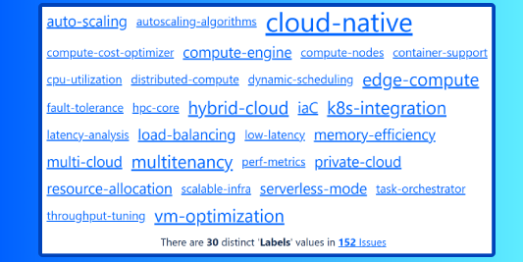 auto-scaling autoscaling-algorithms cloud-native
compute-cost-optimizer compute-engine compute-nodes container-support
cpu-utilization distributed-compute dynamic-scheduling edge-compute
fault-tolerance hpc-core hybrid-cloud iaC k8s-integration
latency-analysis load-balancing low-latency memory-efficiency
multi-cloud multitenancy perf-metrics private-cloud
resource-allocation scalable-infra serverless-mode task-orchestrator
throughput-tuning vm-optimization
There are 30 distinct 'Labels' values in 152 Issues